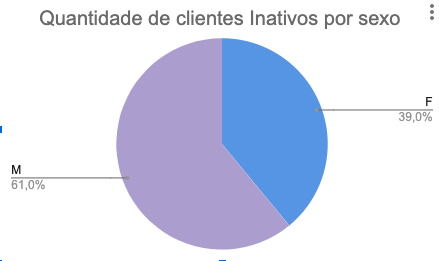 Quantidade de clientes Inativos por sexo
F
39,0%
M
61,0%